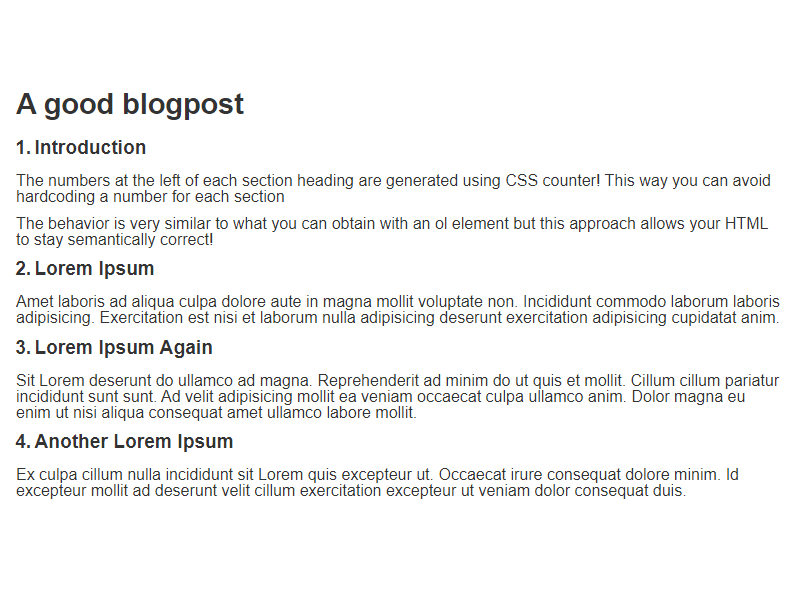 A good blogpost
1. Introduction
The numbers at the left of each section heading are generated using CSS counter! This way you can avoid
hardcoding a number for each section
The behavior is very similar to what you can obtain with an ol element but this approach allows your HTML
to stay semantically correct!
2. Lorem Ipsum
Amet laboris ad aliqua culpa dolore aute in magna mollit voluptate non. Incididunt commodo laborum laboris
adipisicing. Exercitation est nisi et laborum nulla adipisicing deserunt exercitation adipisicing cupidatat anim.
3. Lorem Ipsum Again
Sit Lorem deserunt do ullamco ad magna. Reprehenderit ad minim do ut quis et mollit. Cillum cillum pariatur
incididunt sunt sunt. Ad velit adipisicing mollit ea veniam occaecat culpa ullamco anim. Dolor magna eu
enim ut nisi aliqua consequat amet ullamco labore mollit.
4. Another Lorem Ipsum
Ex culpa cillum nulla incididunt sit Lorem quis excepteur ut. Occaecat irure consequat dolore minim. Id
excepteur mollit ad deserunt velit cillum exercitation excepteur ut veniam dolor consequat duis.